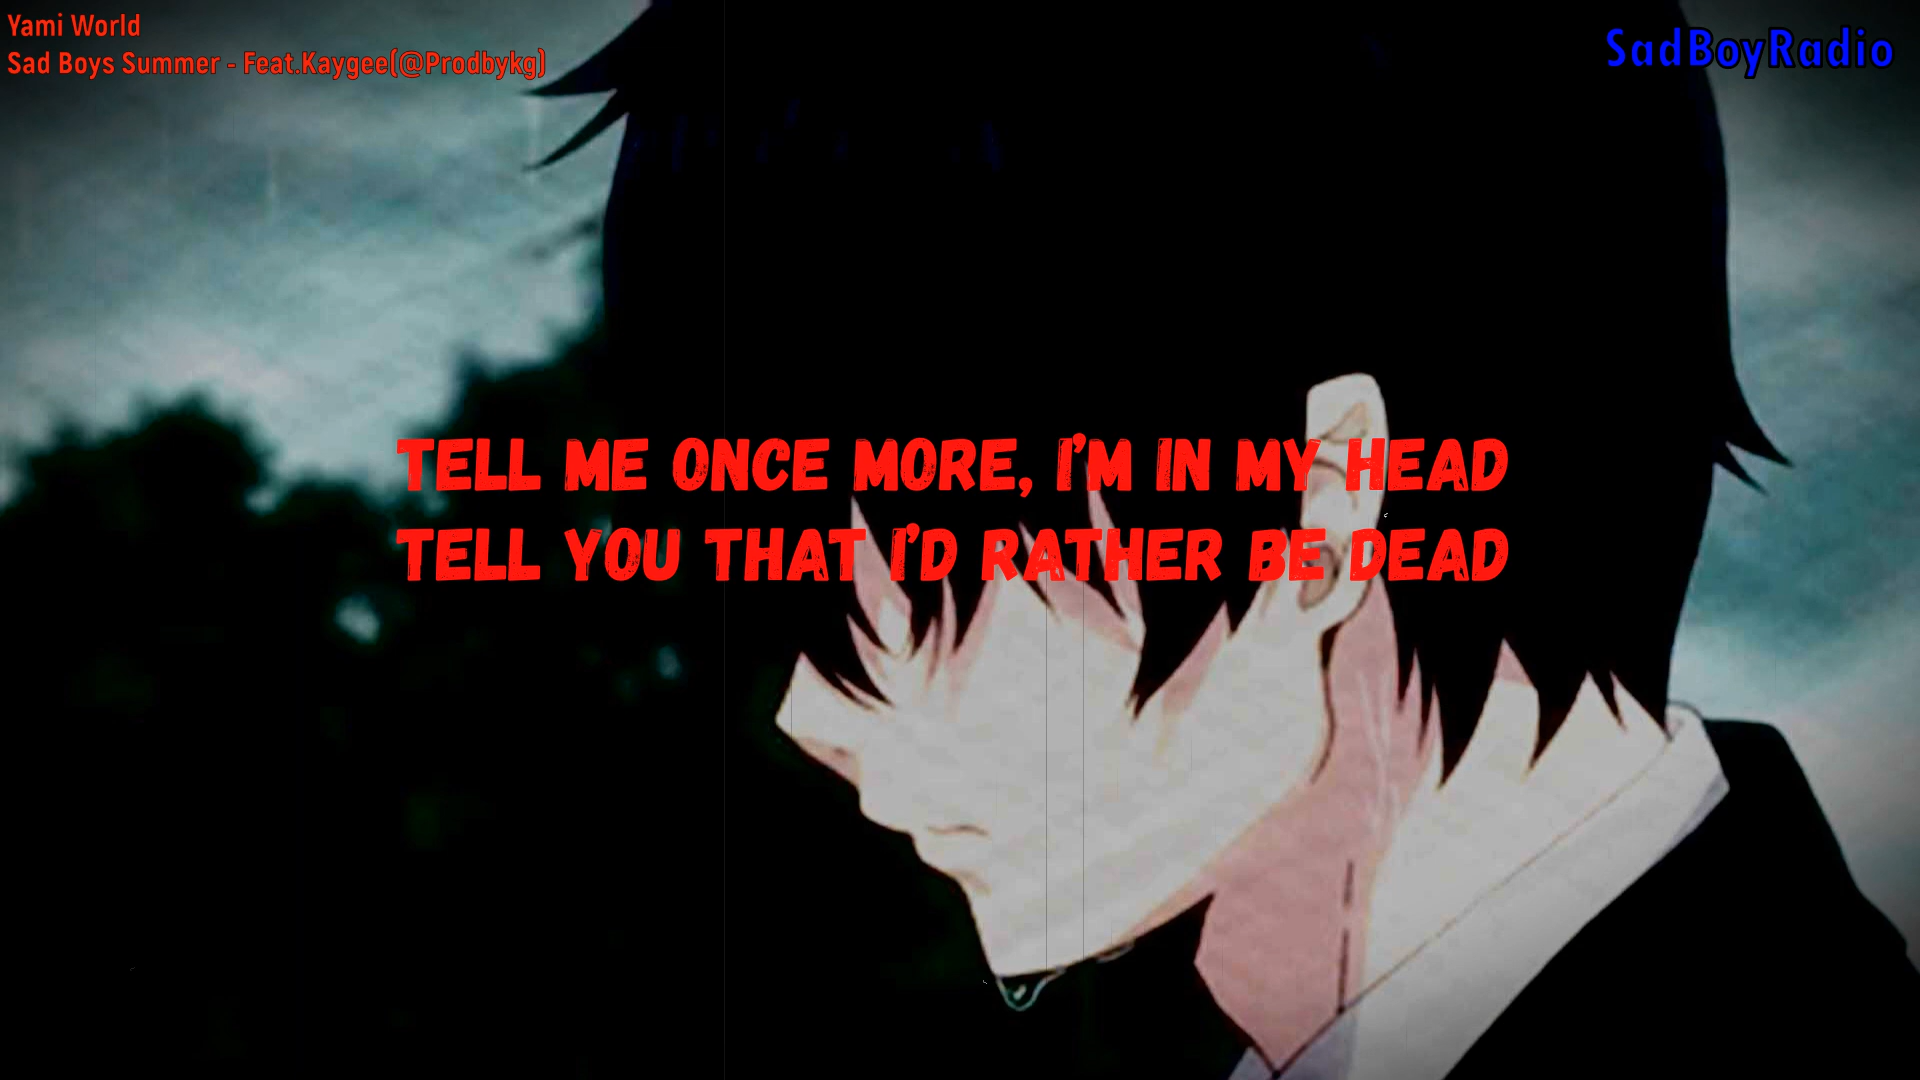 Yami World
Sad Boys Summer - Feat.Kaygee(@Prodbykg)
SadBoyRadio
TELL ME ONCE MORE, I'M IN MY HEAD
TELL YOU THAT I'D RATHER BE DEAD